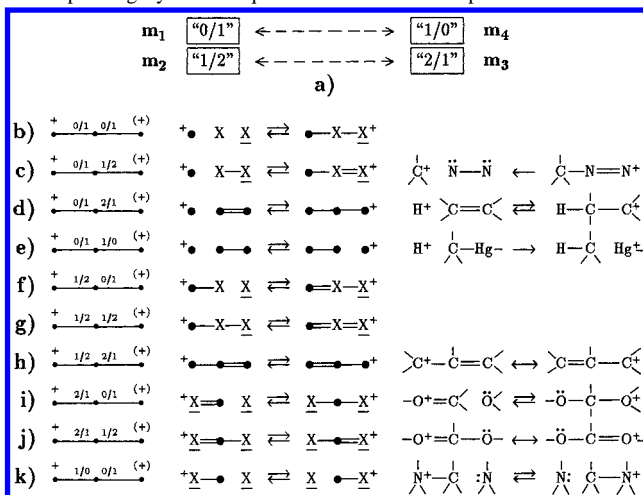 m₁ "0/1" "1/0" m₄
m₂ "1/2" "2/1" m₃
a)
b) + 0/1 0/1 (+) +● X X ⇄ ●—X—X+
c) + 0/1 1/2 (+) +● X—X ⇄ ●—X=X+ C+ N̈—N̈ ← C—N=N+
d) + 0/1 2/1 (+) +● ●=● ⇄ ●—●—●+ H+ C=C ⇄ H—C—C+
e) + 0/1 1/0 (+) +● ●—● ⇄ ●—● ●+ H+ C—Hg— → H—C Hg+—
f) + 1/2 0/1 (+) +●—X X ⇄ ●=X—X+
g) + 1/2 1/2 (+) +●—X—X ⇄ ●=X=X+
h) + 1/2 2/1 (+) +●—●=● ⇄ ●=●—●+ C+—C=C ↔ C=C—C+
i) + 2/1 0/1 (+) +X=● X ⇄ X—●—X+ —O+=C Ö ⇄ —Ö—C—O+
j) + 2/1 1/2 (+) +X=●—X ⇄ X—●=X+ —O+=C—Ö— ↔ —Ö—C=O+—
k) + 1/0 0/1 (+) +X—● X ⇄ X ●—X+ N+—C :N ⇄ N: C—N+